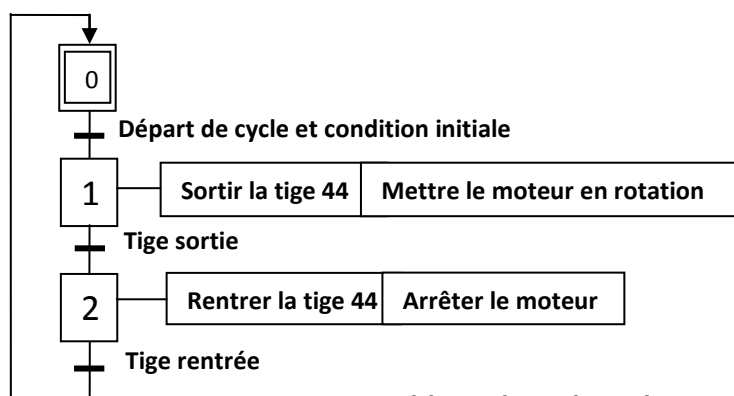 0
Départ de cycle et condition initiale
1 Sortir la tige 44 Mettre le moteur en rotation
Tige sortie
2 Rentrer la tige 44 Arrêter le moteur
Tige rentrée